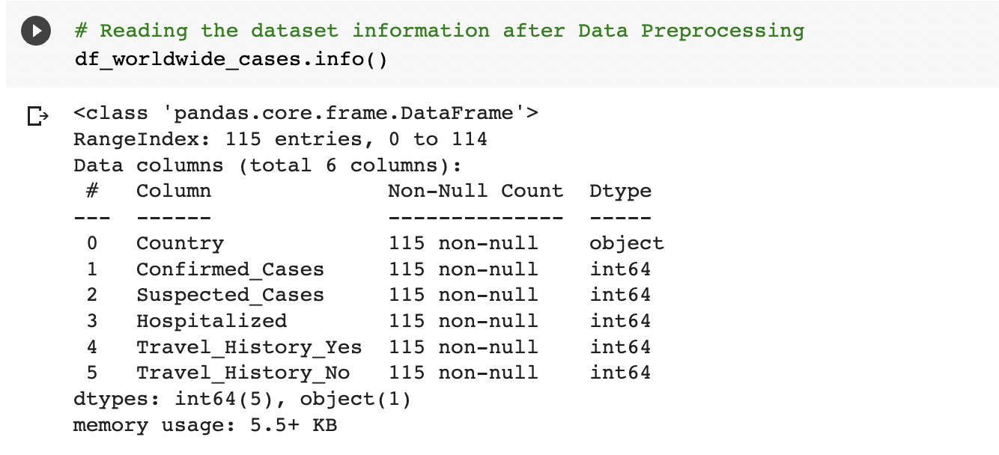 # Reading the dataset information after Data Preprocessing
df_worldwide_cases.info()
<class 'pandas.core.frame.DataFrame'>
RangeIndex: 115 entries, 0 to 114
Data columns (total 6 columns):
 #   Column              Non-Null Count  Dtype
---  ------              --------------  -----
 0   Country             115 non-null    object
 1   Confirmed_Cases     115 non-null    int64
 2   Suspected_Cases     115 non-null    int64
 3   Hospitalized        115 non-null    int64
 4   Travel_History_Yes  115 non-null    int64
 5   Travel_History_No   115 non-null    int64
dtypes: int64(5), object(1)
memory usage: 5.5+ KB